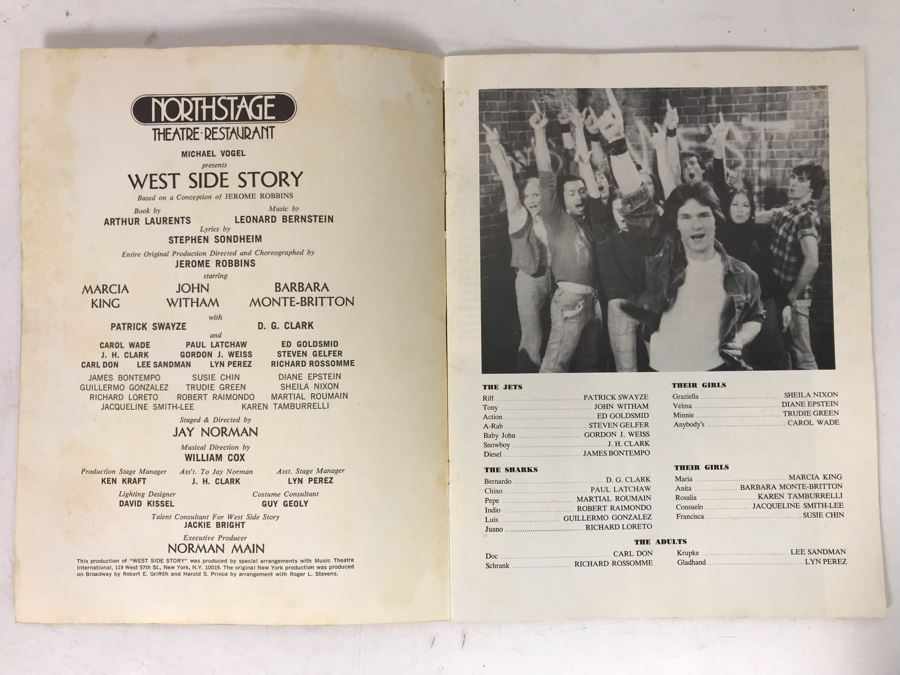 NORTHSTAGE
THEATRE·RESTAURANT
MICHAEL VOGEL
presents
WEST SIDE STORY
Based on a Conception of JEROME ROBBINS
Book by Music by
ARTHUR LAURENTS LEONARD BERNSTEIN
Lyrics by
STEPHEN SONDHEIM
Entire Original Production Directed and Choreographed by
JEROME ROBBINS
starring
MARCIA JOHN BARBARA
KING WITHAM MONTE-BRITTON
with
PATRICK SWAYZE D. G. CLARK
and
CAROL WADE PAUL LATCHAW ED GOLDSMID
J. H. CLARK GORDON J. WEISS STEVEN GELFER
CARL DON LEE SANDMAN LYN PEREZ RICHARD ROSSOMME
JAMES BONTEMPO SUSIE CHIN DIANE EPSTEIN
GUILLERMO GONZALEZ TRUDIE GREEN SHEILA NIXON
RICHARD LORETO ROBERT RAIMONDO MARTIAL ROUMAIN
JACQUELINE SMITH-LEE KAREN TAMBURRELLI
Staged & Directed by
JAY NORMAN
Musical Direction by
WILLIAM COX
Production Stage Manager Ass't. To Jay Norman Asst. Stage Manager
KEN KRAFT J. H. CLARK LYN PEREZ
Lighting Designer Costume Consultant
DAVID KISSEL GUY GEOLY
Talent Consultant For West Side Story
JACKIE BRIGHT
Executive Producer
NORMAN MAIN
This production of "WEST SIDE STORY" was produced by special arrangements with Music Theatre
International, 119 West 57th St., New York, N.Y. 10019. The original New York production was produced
on Broadway by Robert E. Griffith and Harold S. Prince by arrangement with Roger L. Stevens.
THE JETS
Riff PATRICK SWAYZE
Tony JOHN WITHAM
Action ED GOLDSMID
A-Rab STEVEN GELFER
Baby John GORDON J. WEISS
Snowboy J. H. CLARK
Diesel JAMES BONTEMPO
THEIR GIRLS
Graziella SHEILA NIXON
Velma DIANE EPSTEIN
Minnie TRUDIE GREEN
Anybody's CAROL WADE
THE SHARKS
Bernardo D. G. CLARK
Chino PAUL LATCHAW
Pepe MARTIAL ROUMAIN
Indio ROBERT RAIMONDO
Luis GUILLERMO GONZALEZ
Juano RICHARD LORETO
THEIR GIRLS
Maria MARCIA KING
Anita BARBARA MONTE-BRITTON
Rosalia KAREN TAMBURRELLI
Consuelo JACQUELINE SMITH-LEE
Francisca SUSIE CHIN
THE ADULTS
Doc CARL DON
Schrank RICHARD ROSSOMME
Krupke LEE SANDMAN
Gladhand LYN PEREZ